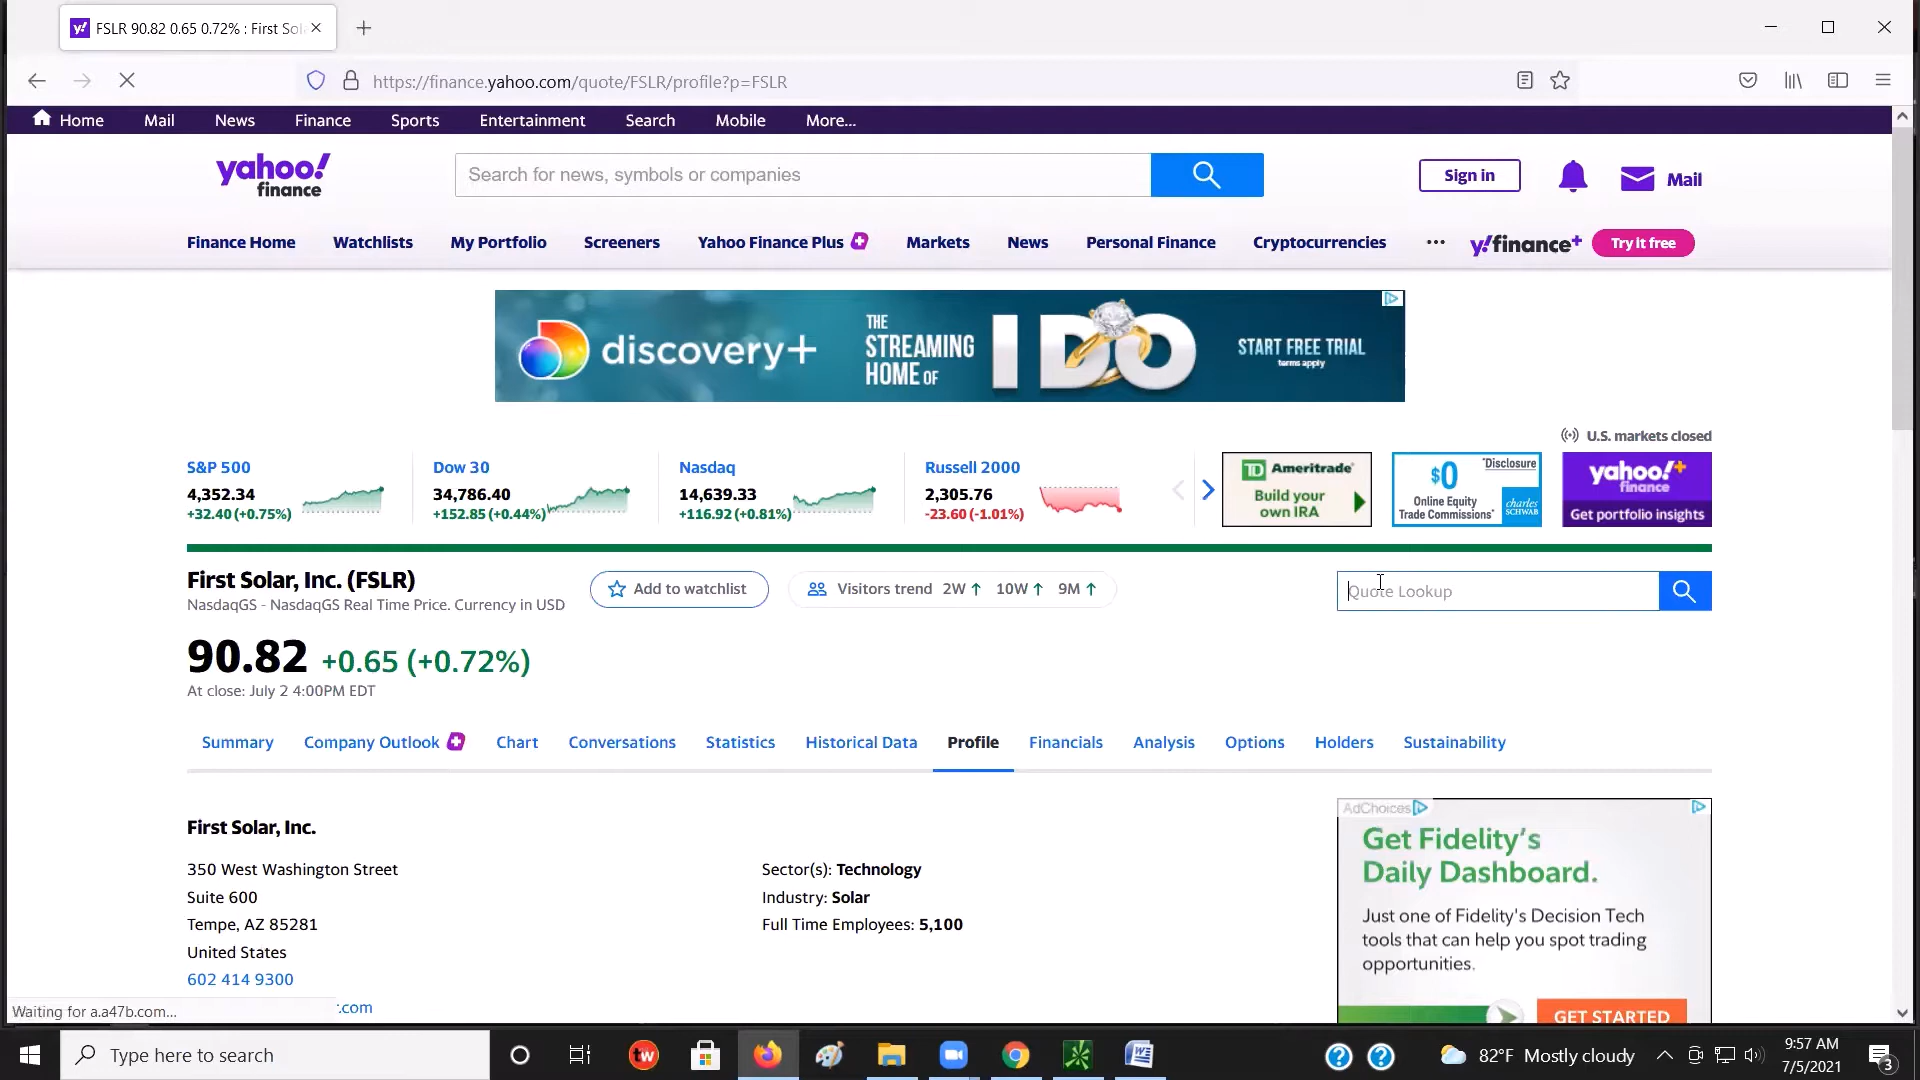 FSLR 90.82 0.65 0.72% : First Sol
https://finance.yahoo.com/quote/FSLR/profile?p=FSLR
Home Mail News Finance Sports Entertainment Search Mobile More...
yahoo!
finance
Search for news, symbols or companies
Sign in
Mail
Finance Home Watchlists My Portfolio Screeners Yahoo Finance Plus Markets News Personal Finance Cryptocurrencies ••• y!finance+ Try it free
discovery+
THE
STREAMING
HOME OF
I DO
START FREE TRIAL
terms apply
U.S. markets closed
S&P 500
4,352.34
+32.40 (+0.75%)
Dow 30
34,786.40
+152.85 (+0.44%)
Nasdaq
14,639.33
+116.92 (+0.81%)
Russell 2000
2,305.76
-23.60 (-1.01%)
TD Ameritrade
Build your
own IRA
$0
*Disclosure
Online Equity
Trade Commissions*
charles
SCHWAB
yahoo!+
finance
Get portfolio insights
First Solar, Inc. (FSLR)
NasdaqGS - NasdaqGS Real Time Price. Currency in USD
Add to watchlist
Visitors trend 2W ↑ 10W ↑ 9M ↑
Quote Lookup
90.82 +0.65 (+0.72%)
At close: July 2 4:00PM EDT
Summary Company Outlook Chart Conversations Statistics Historical Data Profile Financials Analysis Options Holders Sustainability
First Solar, Inc.
350 West Washington Street
Suite 600
Tempe, AZ 85281
United States
602 414 9300
.com
Sector(s): Technology
Industry: Solar
Full Time Employees: 5,100
AdChoices
Get Fidelity's
Daily Dashboard.
Just one of Fidelity's Decision Tech
tools that can help you spot trading
opportunities.
GET STARTED
Waiting for a.a47b.com...
Type here to search
tw
82°F Mostly cloudy
9:57 AM
7/5/2021
3